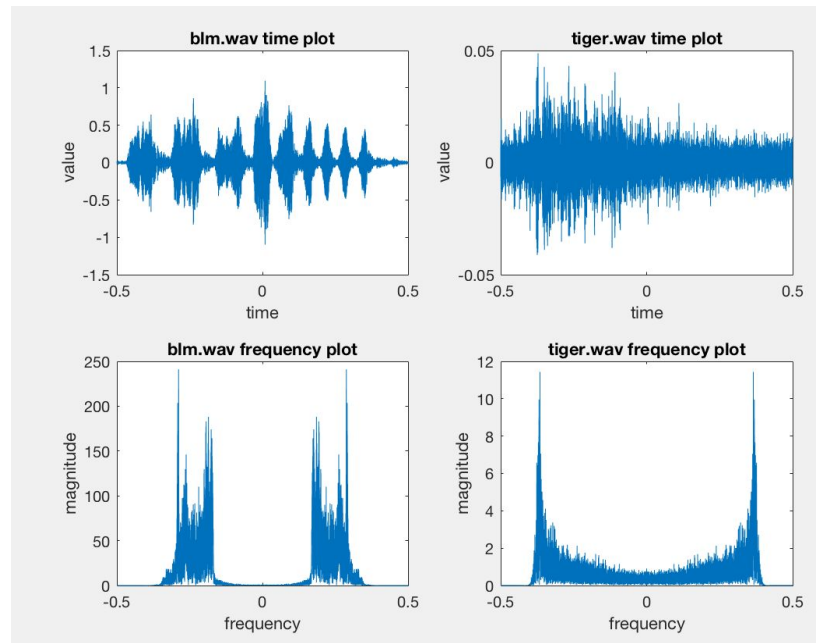 blm.wav time plot
1.5
1
0.5
0
-0.5
-1
-1.5
value
-0.5
0
0.5
time
tiger.wav time plot
0.05
0
-0.05
value
-0.5
0
0.5
time
blm.wav frequency plot
250
200
150
100
50
0
magnitude
-0.5
0
0.5
frequency
tiger.wav frequency plot
12
10
8
6
4
2
0
magnitude
-0.5
0
0.5
frequency